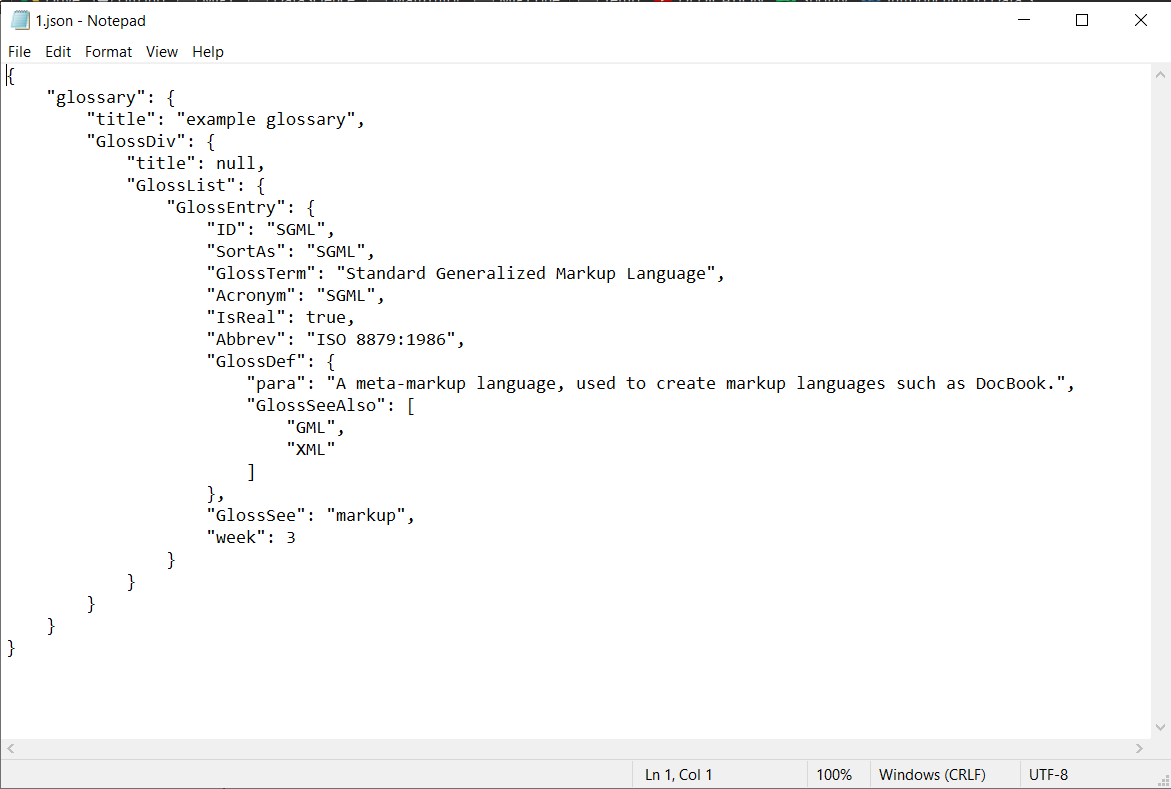 1.json - Notepad
File Edit Format View Help
{
    "glossary": {
        "title": "example glossary",
        "GlossDiv": {
            "title": null,
            "GlossList": {
                "GlossEntry": {
                    "ID": "SGML",
                    "SortAs": "SGML",
                    "GlossTerm": "Standard Generalized Markup Language",
                    "Acronym": "SGML",
                    "IsReal": true,
                    "Abbrev": "ISO 8879:1986",
                    "GlossDef": {
                        "para": "A meta-markup language, used to create markup languages such as DocBook.",
                        "GlossSeeAlso": [
                            "GML",
                            "XML"
                        ]
                    },
                    "GlossSee": "markup",
                    "week": 3
                }
            }
        }
    }
}
Ln 1, Col 1 100% Windows (CRLF) UTF-8